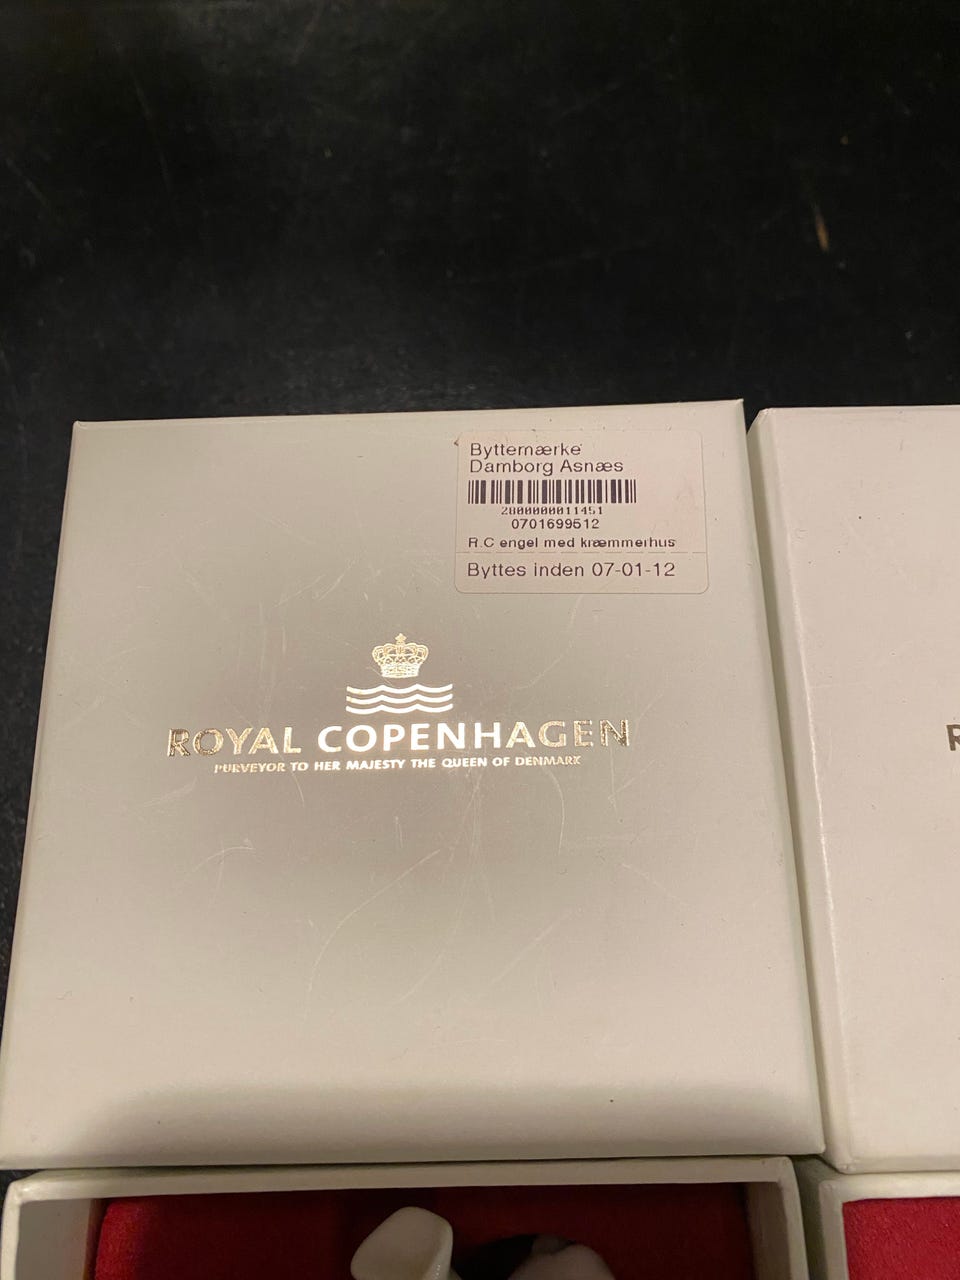 Byttemærke
Damborg Asnæs
2800000011451
0701699512
R.C engel med kræmmerhus
Byttes inden 07-01-12
ROYAL COPENHAGEN
PURVEYOR TO HER MAJESTY THE QUEEN OF DENMARK
R